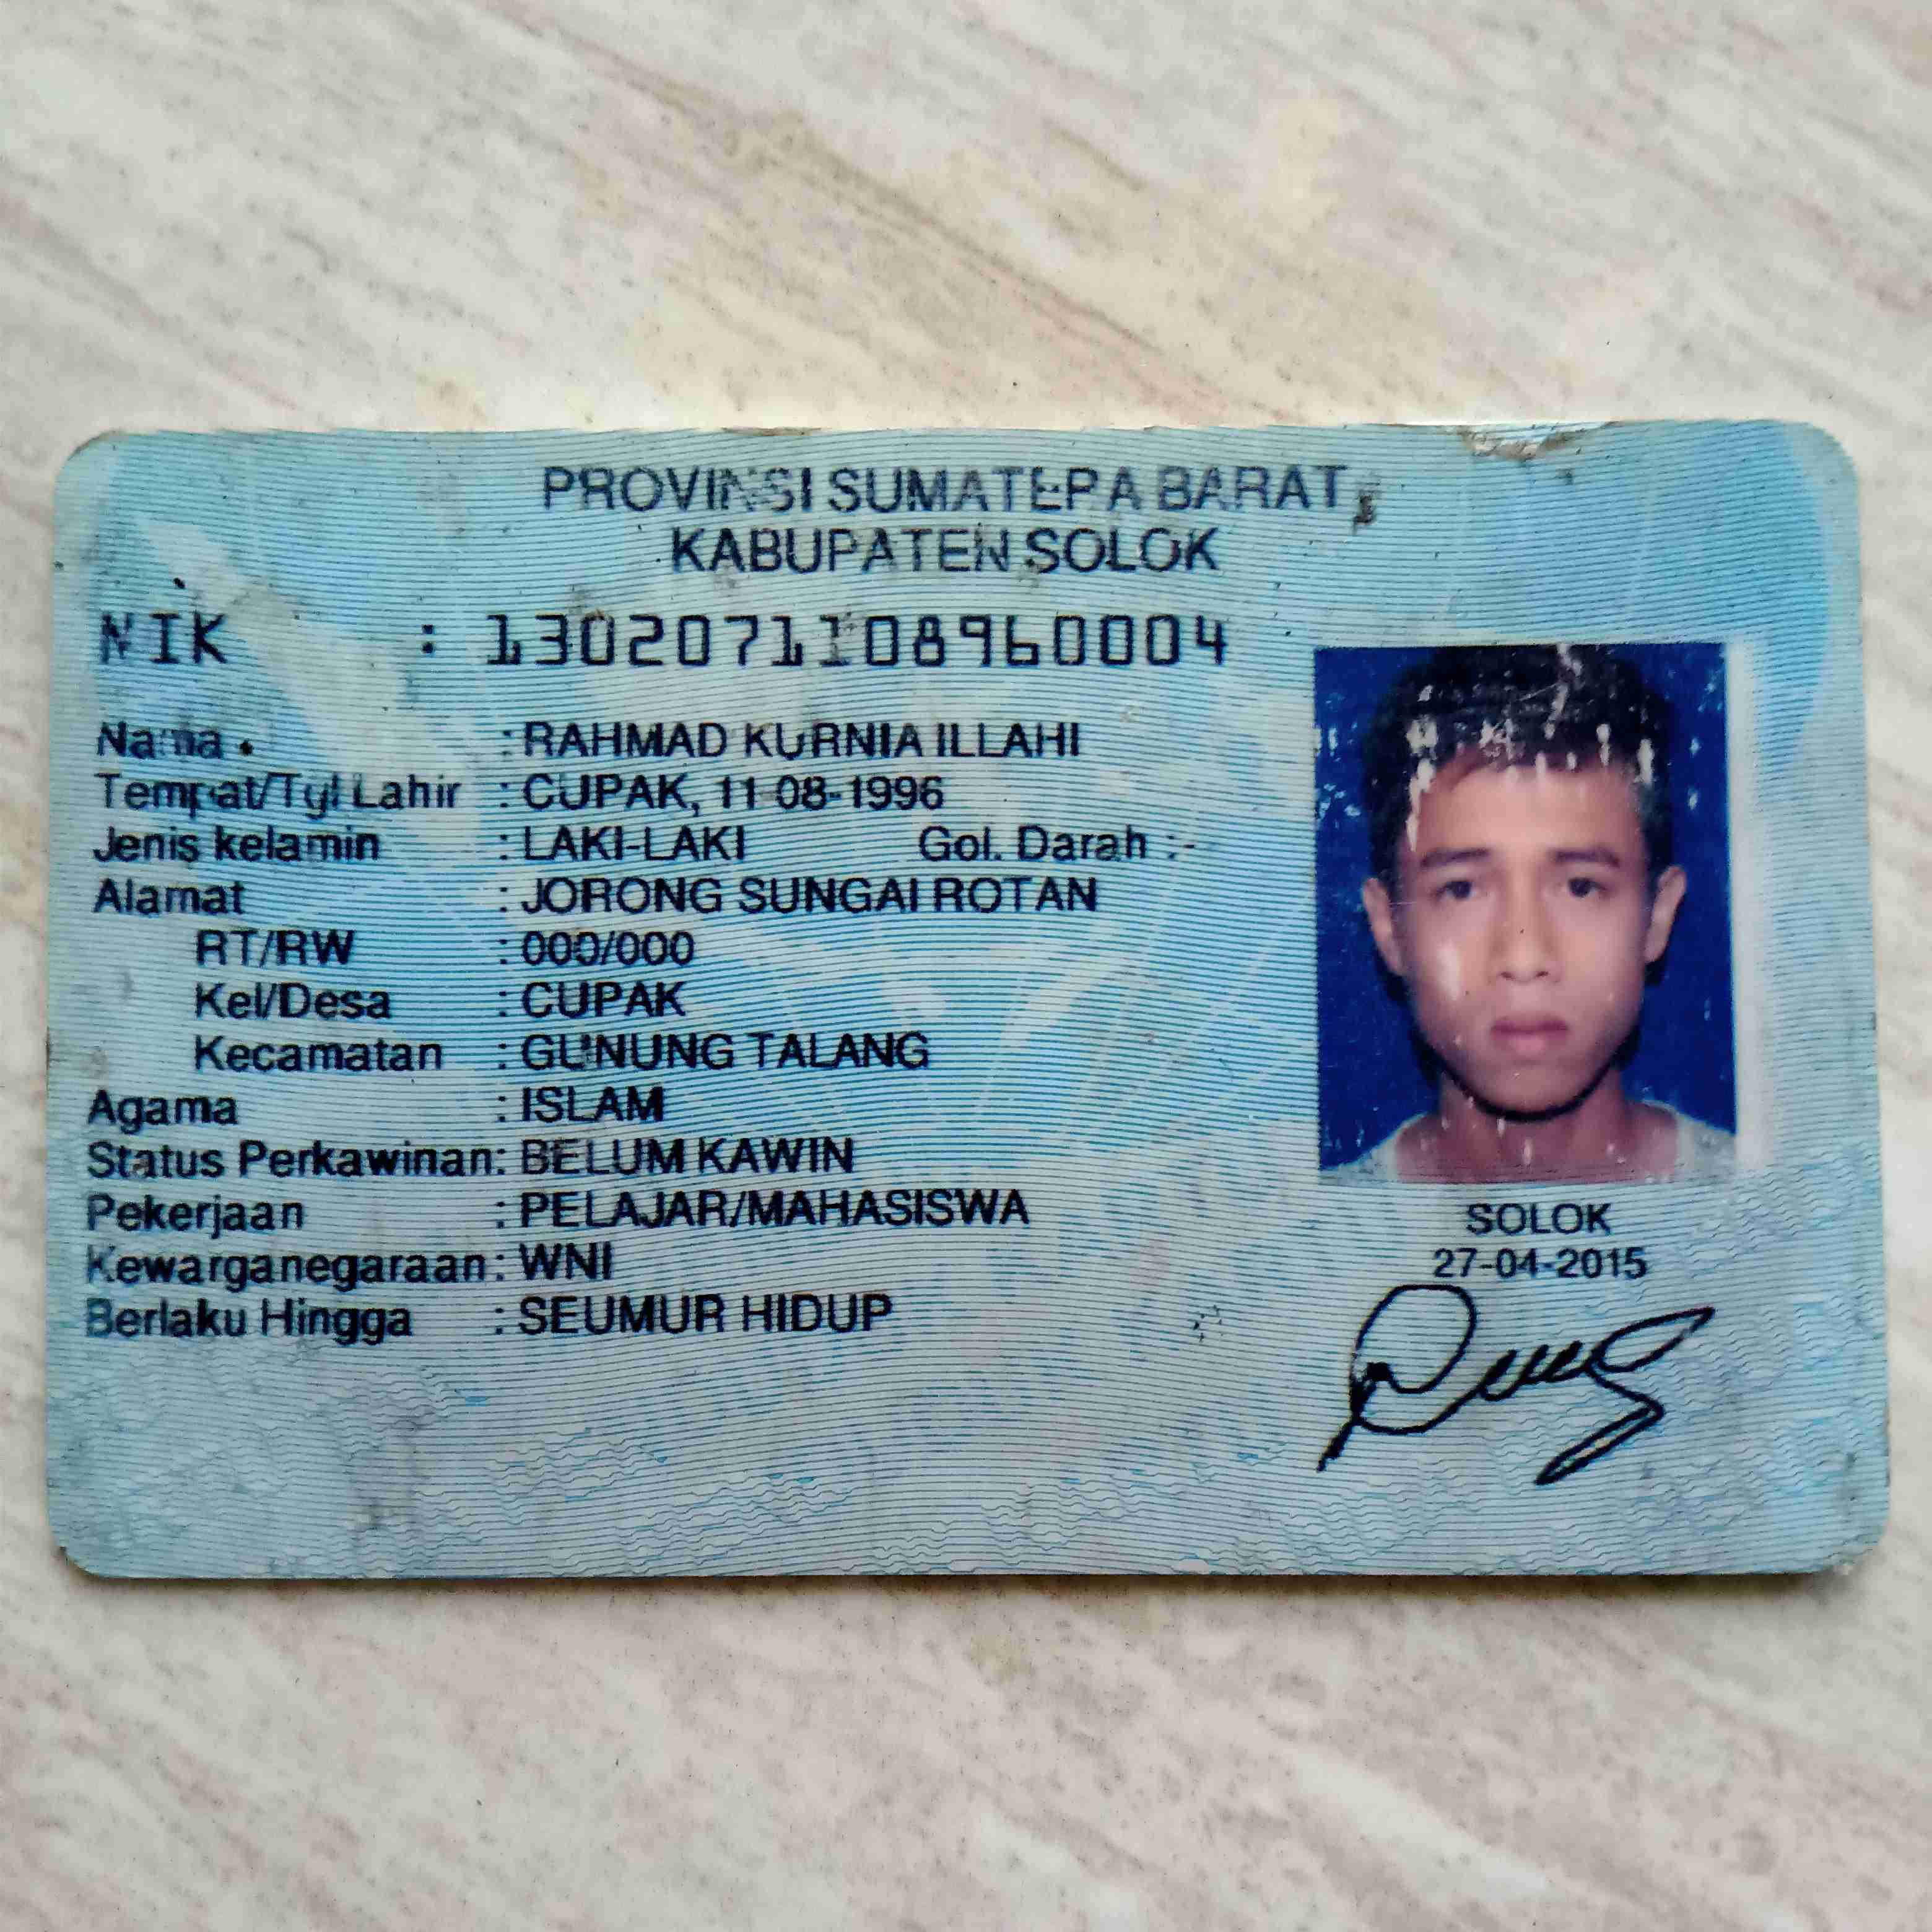 PROVINSI SUMATERA BARAT
KABUPATEN SOLOK
NIK : 1302071108960004
Nama : RAHMAD KURNIA ILLAHI
Tempat/Tgl Lahir : CUPAK, 11-08-1996
Jenis kelamin : LAKI-LAKI Gol. Darah :-
Alamat : JORONG SUNGAI ROTAN
RT/RW : 000/000
Kel/Desa : CUPAK
Kecamatan : GUNUNG TALANG
Agama : ISLAM
Status Perkawinan: BELUM KAWIN
Pekerjaan : PELAJAR/MAHASISWA
Kewarganegaraan: WNI
Berlaku Hingga : SEUMUR HIDUP
SOLOK
27-04-2015